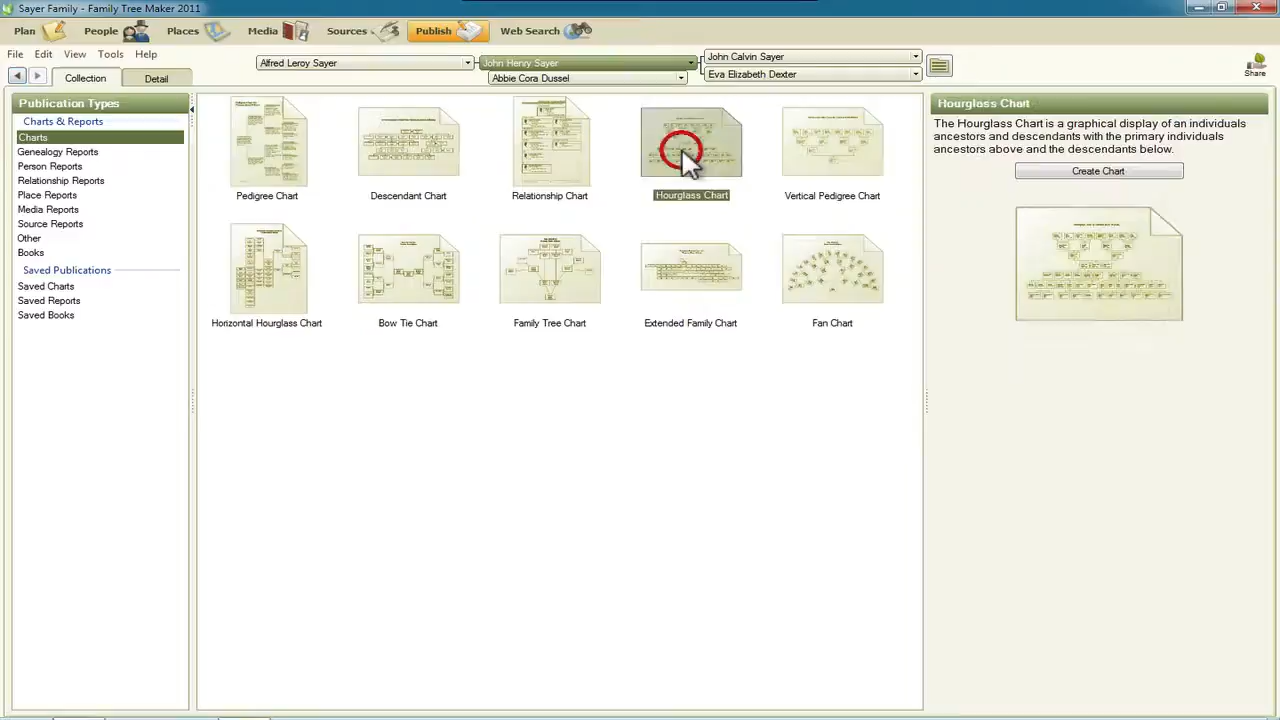 Sayer Family - Family Tree Maker 2011
Plan People Places Media Sources Publish Web Search
File Edit View Tools Help
Alfred Leroy Sayer
John Henry Sayer
Abbie Cora Dussel
John Calvin Sayer
Eva Elizabeth Dexter
Share
Collection Detail
Publication Types
Charts & Reports
Charts
Genealogy Reports
Person Reports
Relationship Reports
Place Reports
Media Reports
Source Reports
Other
Books
Saved Publications
Saved Charts
Saved Reports
Saved Books
Pedigree Chart Descendant Chart Relationship Chart Hourglass Chart Vertical Pedigree Chart
Horizontal Hourglass Chart Bow Tie Chart Family Tree Chart Extended Family Chart Fan Chart
Hourglass Chart
The Hourglass Chart is a graphical display of an individuals
ancestors and descendants with the primary individuals
ancestors above and the descendants below.
Create Chart